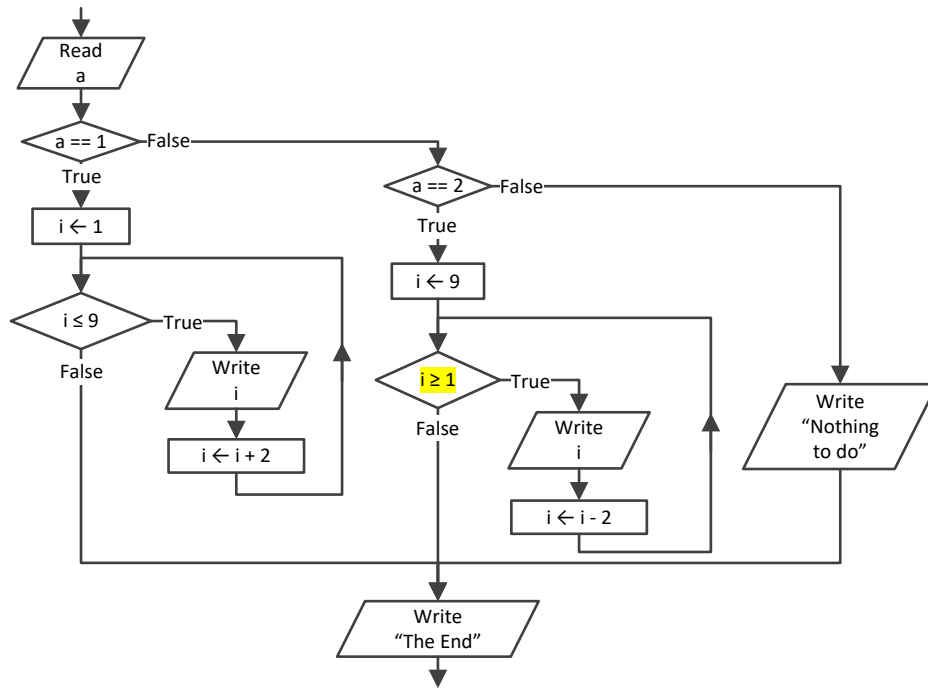 Read
a
a == 1
False
True
i ← 1
i ≤ 9
True
False
Write
i
i ← i + 2
a == 2
False
True
i ← 9
i ≥ 1
True
False
Write
i
i ← i - 2
Write
“Nothing
to do”
Write
“The End”